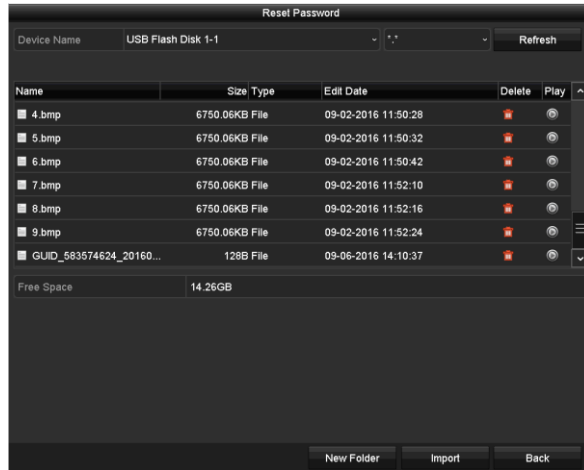 Reset Password
Device Name USB Flash Disk 1-1 *.* Refresh
Name Size Type Edit Date Delete Play
4.bmp 6750.06KB File 09-02-2016 11:50:28
5.bmp 6750.06KB File 09-02-2016 11:50:32
6.bmp 6750.06KB File 09-02-2016 11:50:42
7.bmp 6750.06KB File 09-02-2016 11:52:10
8.bmp 6750.06KB File 09-02-2016 11:52:16
9.bmp 6750.06KB File 09-02-2016 11:52:24
GUID_583574624_20160... 128B File 09-06-2016 14:10:37
Free Space 14.26GB
New Folder Import Back